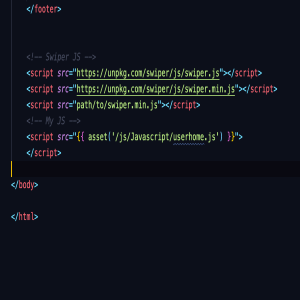 </footer>
<!-- Swiper JS -->
<script src="https://unpkg.com/swiper/js/swiper.js"></script>
<script src="https://unpkg.com/swiper/js/swiper.min.js"></script>
<script src="path/to/swiper.min.js"></script>
<!-- My JS -->
<script src="{{ asset('/js/Javascript/userhome.js') }}">
</script>
</body>
</html>